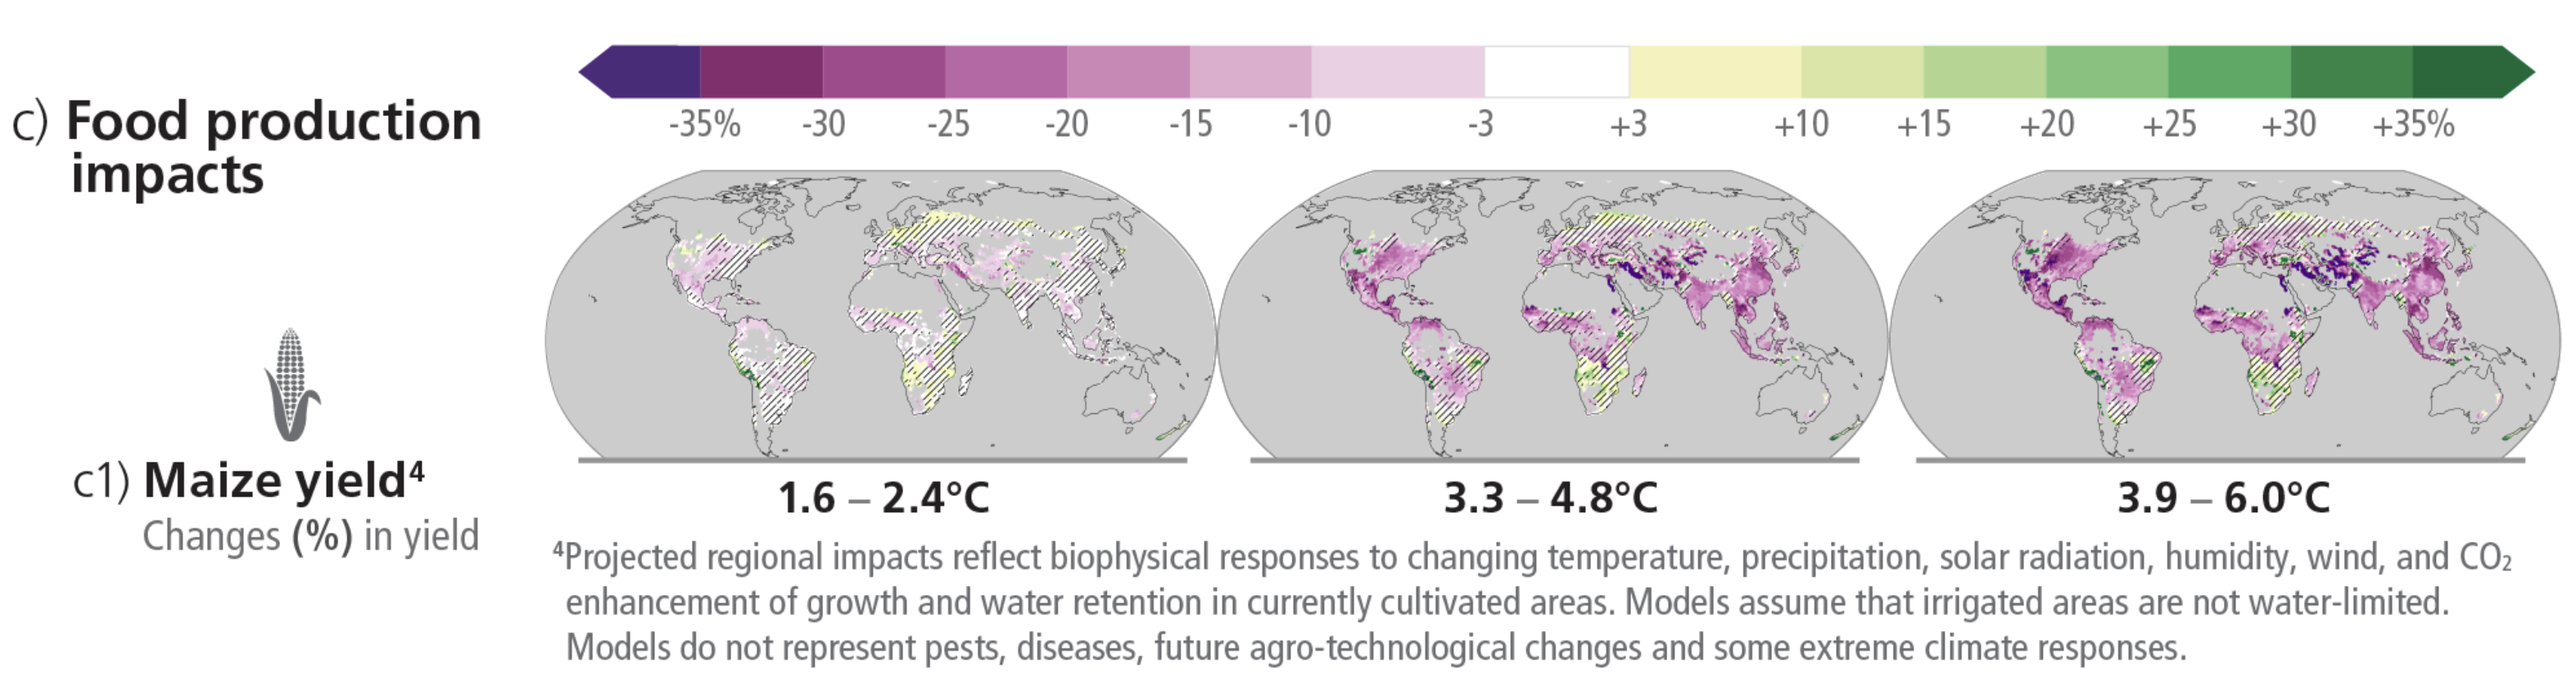 c) Food production
impacts
-35% -30 -25 -20 -15 -10 -3 +3 +10 +15 +20 +25 +30 +35%
c1) Maize yield⁴
Changes (%) in yield
1.6 – 2.4°C 3.3 – 4.8°C 3.9 – 6.0°C
⁴Projected regional impacts reflect biophysical responses to changing temperature, precipitation, solar radiation, humidity, wind, and CO₂
enhancement of growth and water retention in currently cultivated areas. Models assume that irrigated areas are not water-limited.
Models do not represent pests, diseases, future agro-technological changes and some extreme climate responses.